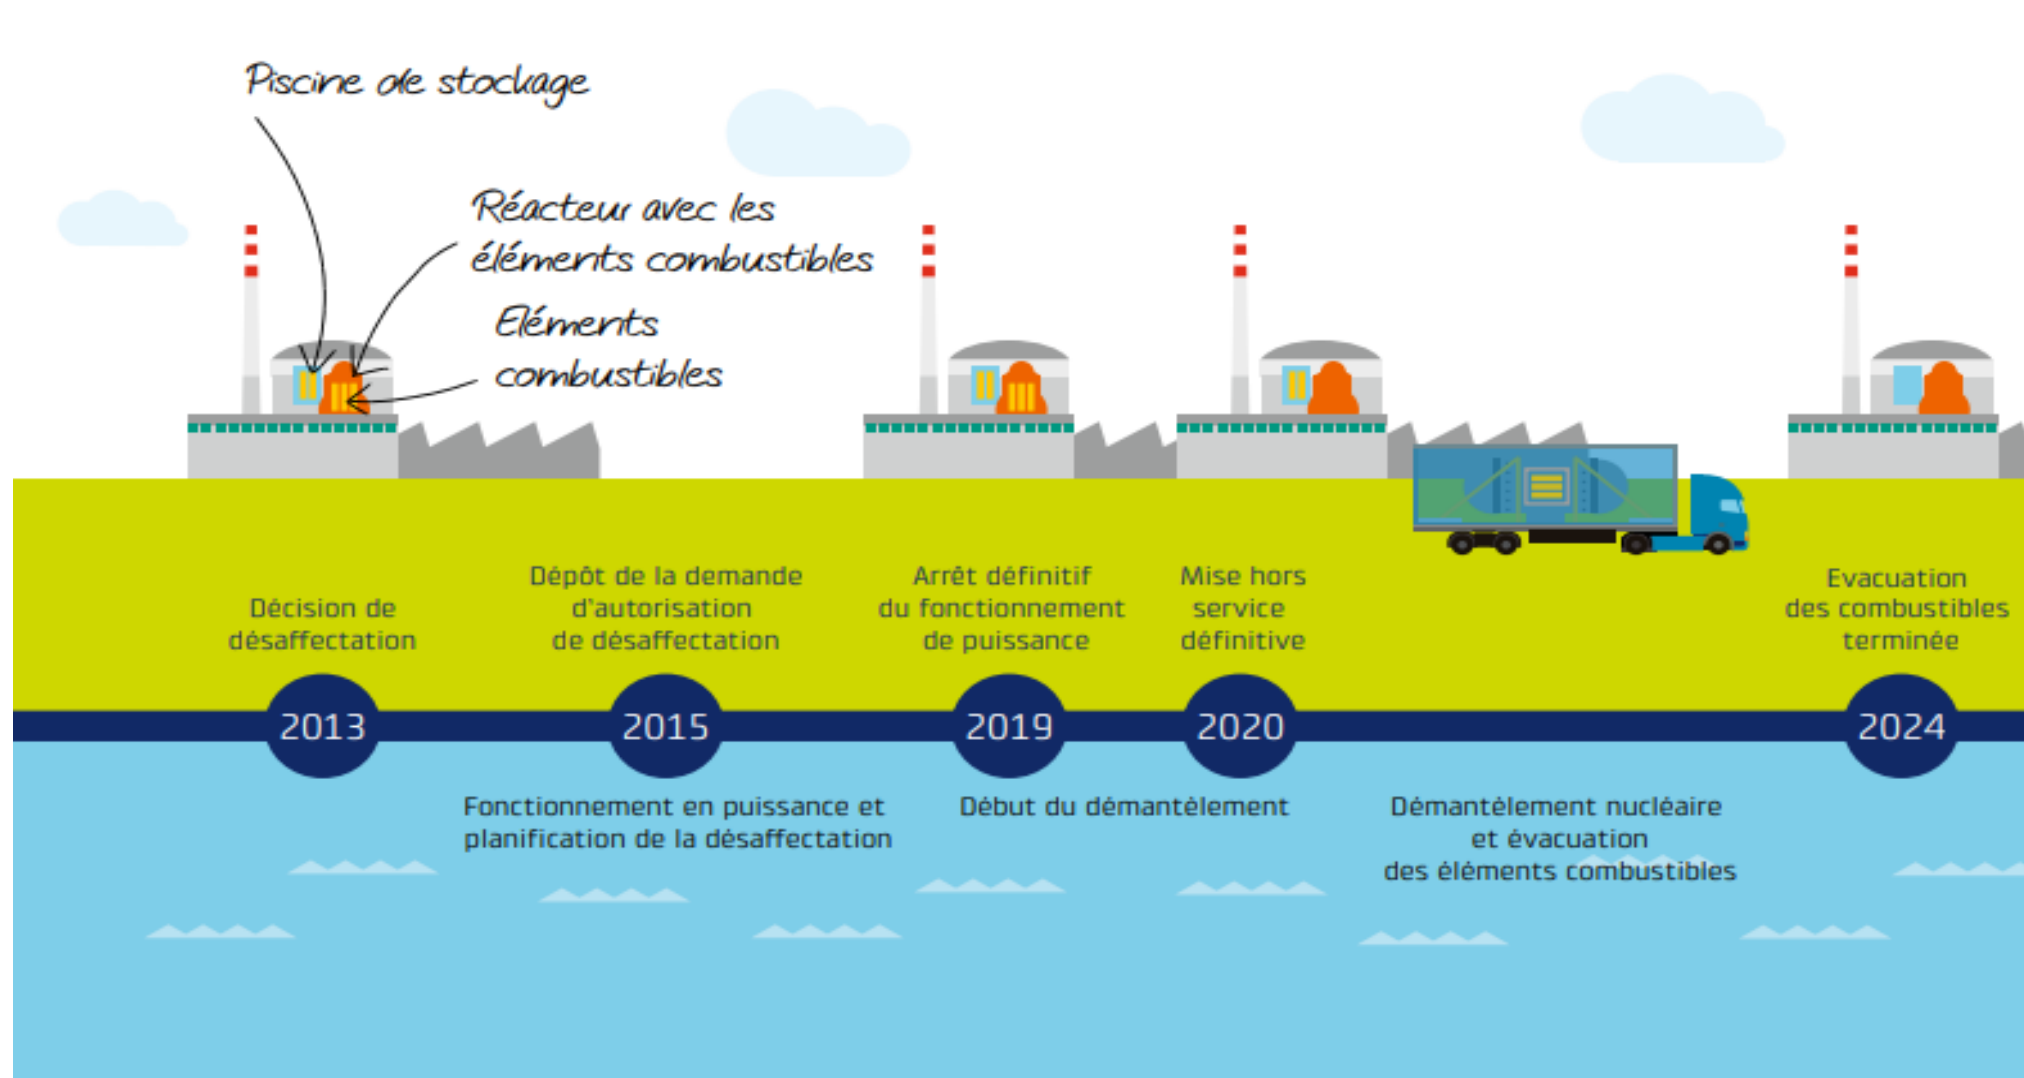 Piscine de stockage
Réacteur avec les
éléments combustibles
Eléments
combustibles
Décision de
désaffectation
Dépôt de la demande
d'autorisation
de désaffectation
Arrêt définitif
du fonctionnement
de puissance
Mise hors
service
définitive
Evacuation
des combustibles
terminée
2013
2015
2019
2020
2024
Fonctionnement en puissance et
planification de la désaffectation
Début du démantèlement
Démantèlement nucléaire
et évacuation
des éléments combustibles